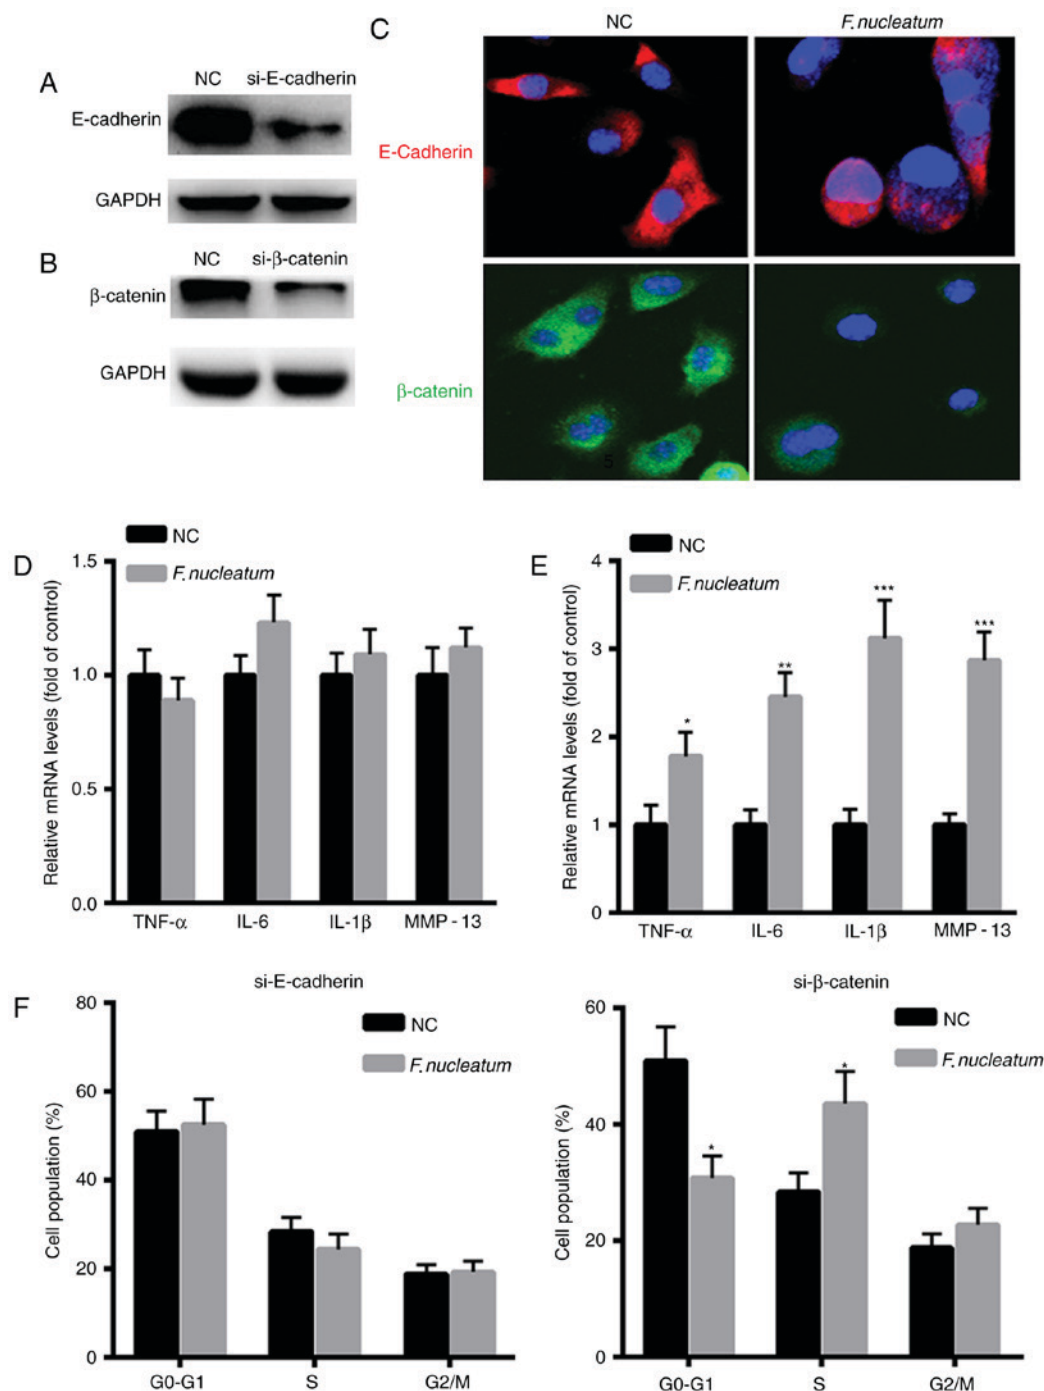 A
NC si-E-cadherin
E-cadherin
GAPDH
B
NC si-β-catenin
β-catenin
GAPDH
C
NC F. nucleatum
E-Cadherin
β-catenin
5
D
NC
F. nucleatum
Relative mRNA levels (fold of control)
1.5
1.0
0.5
0.0
TNF-α IL-6 IL-1β MMP - 13
E
NC
F. nucleatum
Relative mRNA levels (fold of control)
4
3
2
1
0
* ** *** ***
TNF-α IL-6 IL-1β MMP - 13
F
si-E-cadherin
NC
F. nucleatum
Cell population (%)
80
60
40
20
0
G0-G1 S G2/M
si-β-catenin
NC
F. nucleatum
Cell population (%)
60
40
20
0
* *
G0-G1 S G2/M